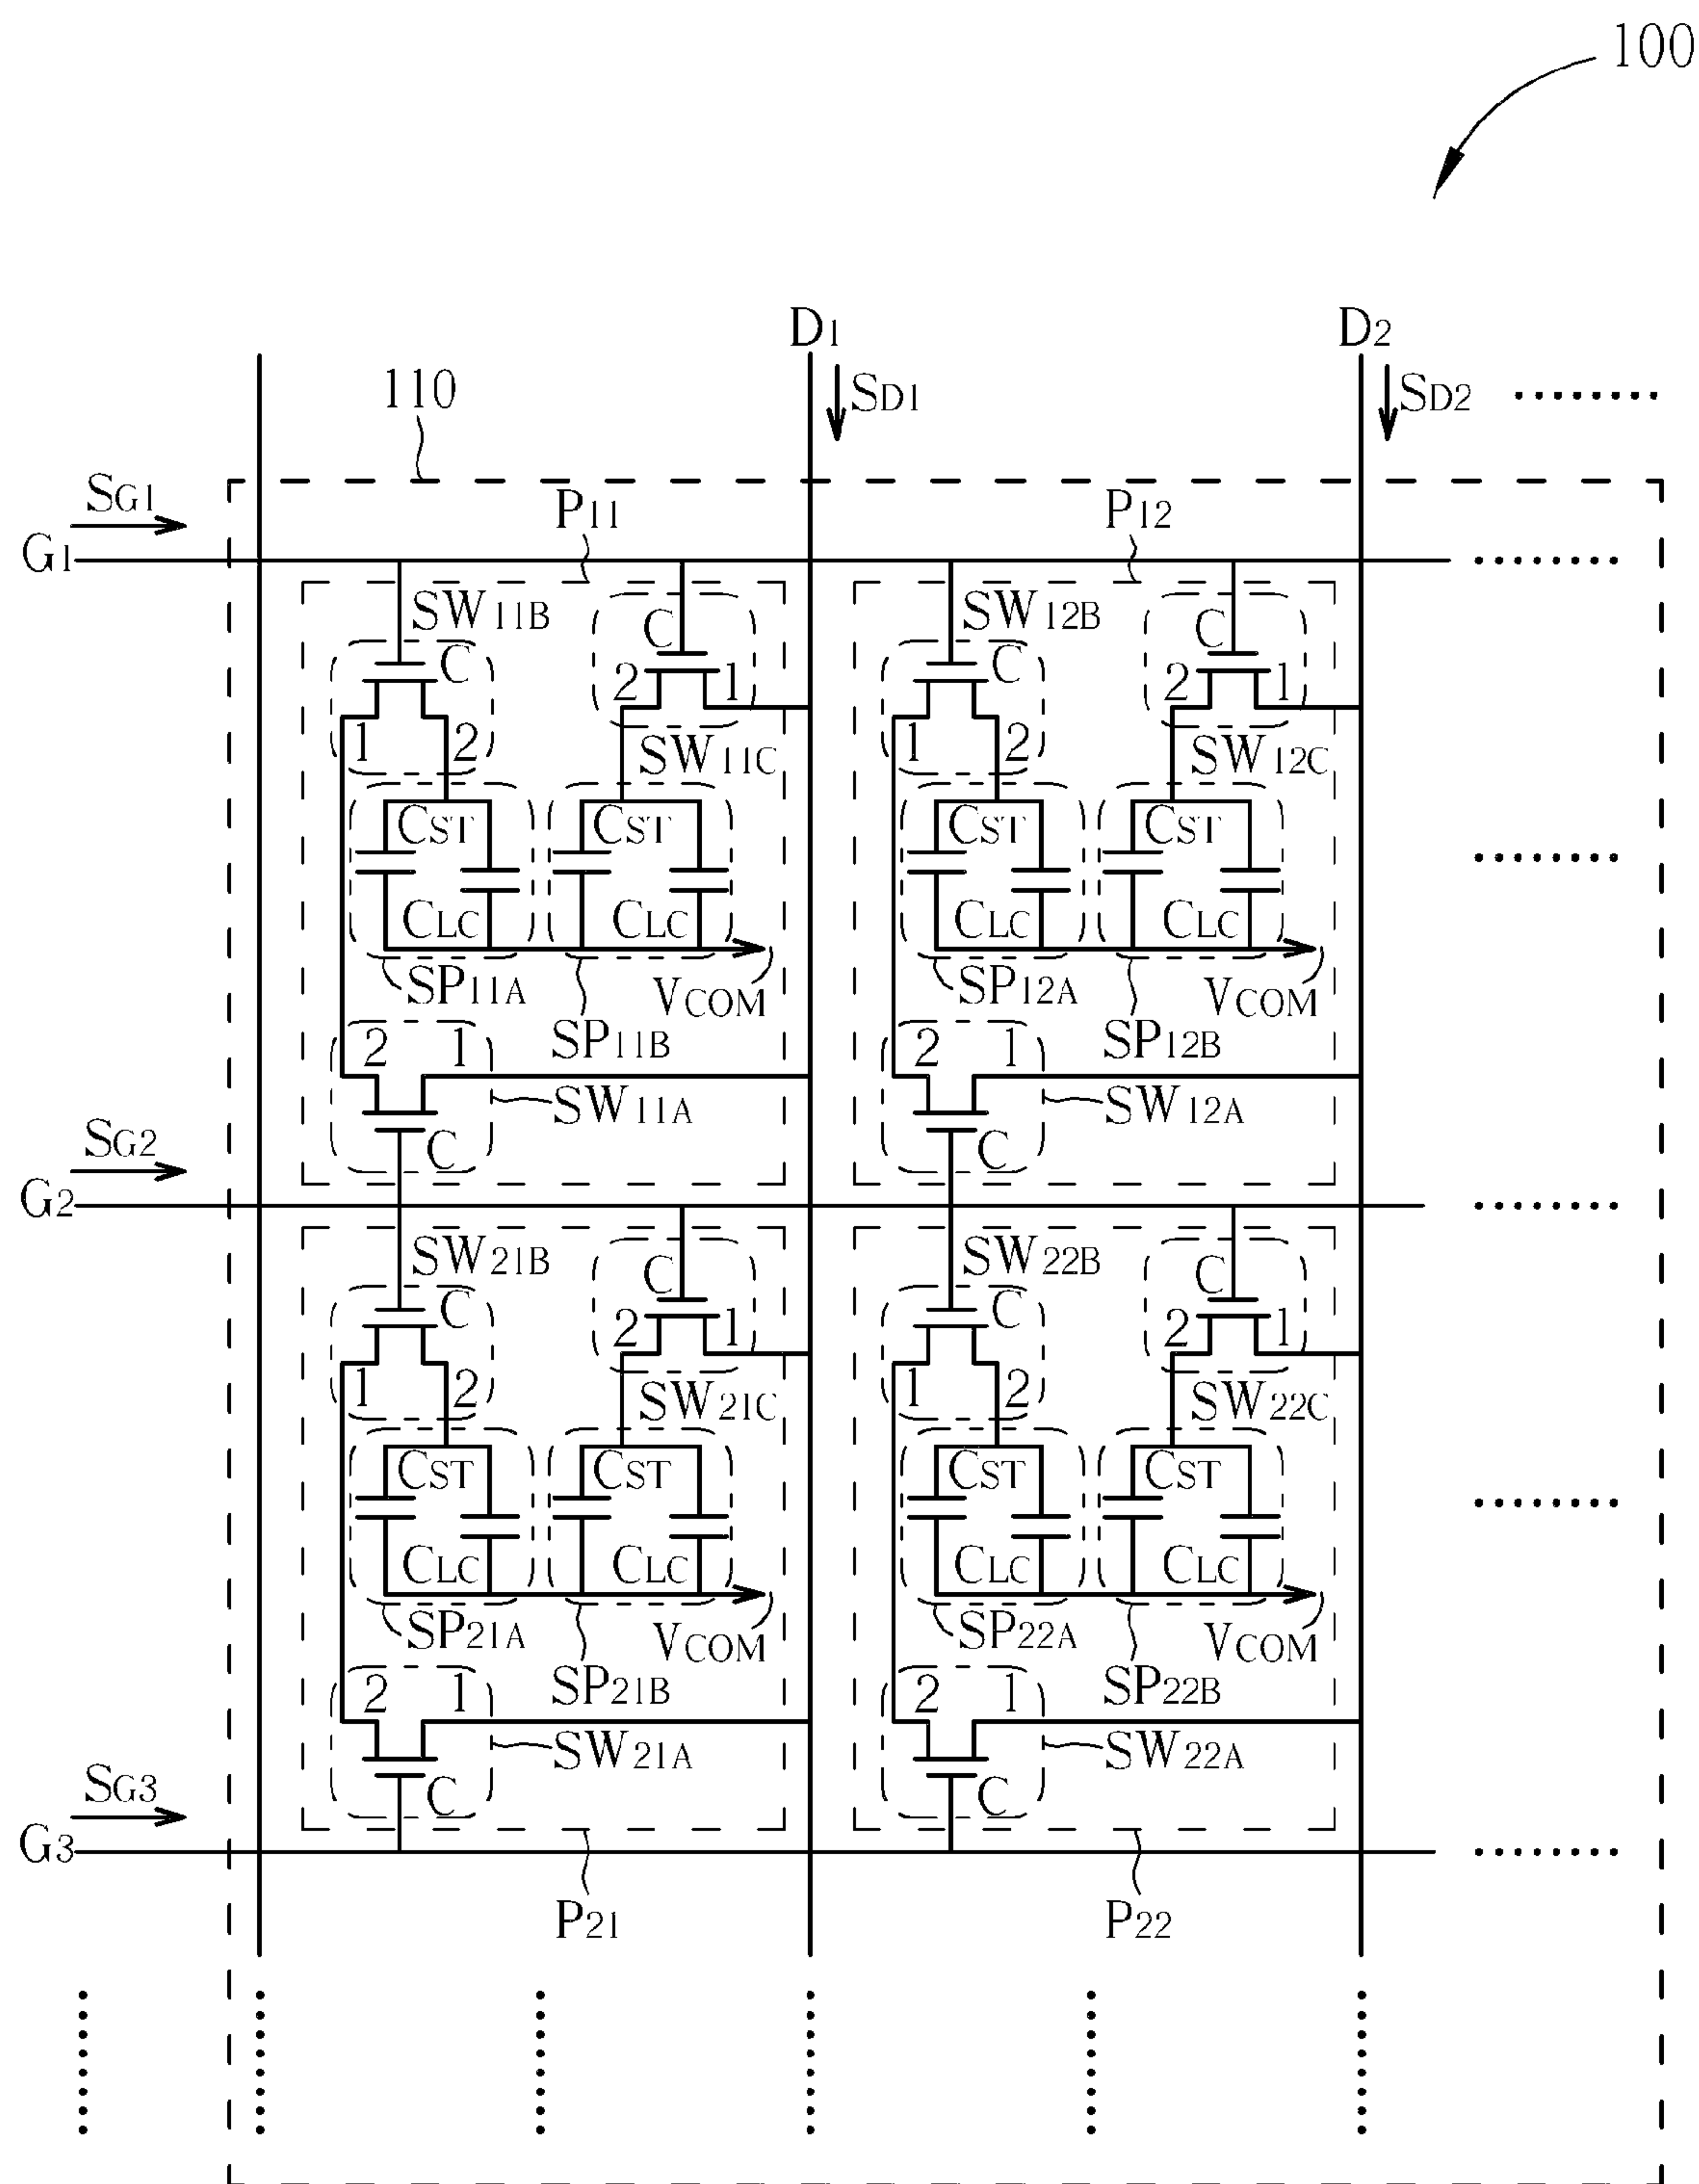 100
D1 D2
110 SD1 SD2
SG1 P11 P12
G1
SW11B C SW12B C
C 2 1 C 2 1
1 2 SW11C 1 2 SW12C
CST CST CST CST
CLC CLC CLC CLC
SP11A VCOM SP12A VCOM
2 1 SP11B 2 1 SP12B
SW11A SW12A
SG2 C C
G2
SW21B C SW22B C
C 2 1 C 2 1
1 2 SW21C 1 2 SW22C
CST CST CST CST
CLC CLC CLC CLC
SP21A VCOM SP22A VCOM
2 1 SP21B 2 1 SP22B
SW21A SW22A
SG3 C C
G3
P21 P22